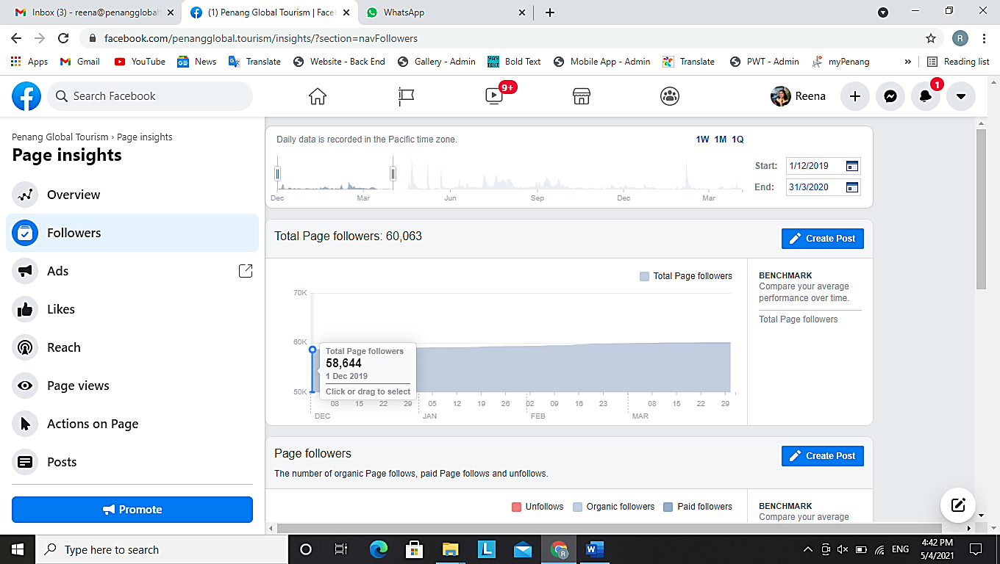 Inbox (3) - reena@pengglobal
(1) Penang Global Tourism | Face
WhatsApp
facebook.com/penangglobal.tourism/insights/?section=navFollowers
R
Apps
Gmail
YouTube
News
Translate
Website - Back End
Gallery - Admin
Bold Text
Mobile App - Admin
Translate
PWT - Admin
myPenang
»
Reading list
Search Facebook
9+
Reena
1
Penang Global Tourism › Page insights
Page insights
Overview
Followers
Ads
Likes
Reach
Page views
Actions on Page
Posts
Promote
Daily data is recorded in the Pacific time zone.
1W 1M 1Q
Start: 1/12/2019
End: 31/3/2020
Dec Mar Jun Sep Dec Mar
Total Page followers: 60,063
Create Post
Total Page followers
BENCHMARK
Compare your average
performance over time.
Total Page followers
70K
60K
50K
Total Page followers
58,644
1 Dec 2019
Click or drag to select
08 15 22 29 05 12 19 26 02 09 16 23 08 15 22 29
DEC JAN FEB MAR
Page followers
Create Post
The number of organic Page follows, paid Page follows and unfollows.
Unfollows Organic followers Paid followers
BENCHMARK
Compare your average
Type here to search
ENG
4:42 PM
5/4/2021